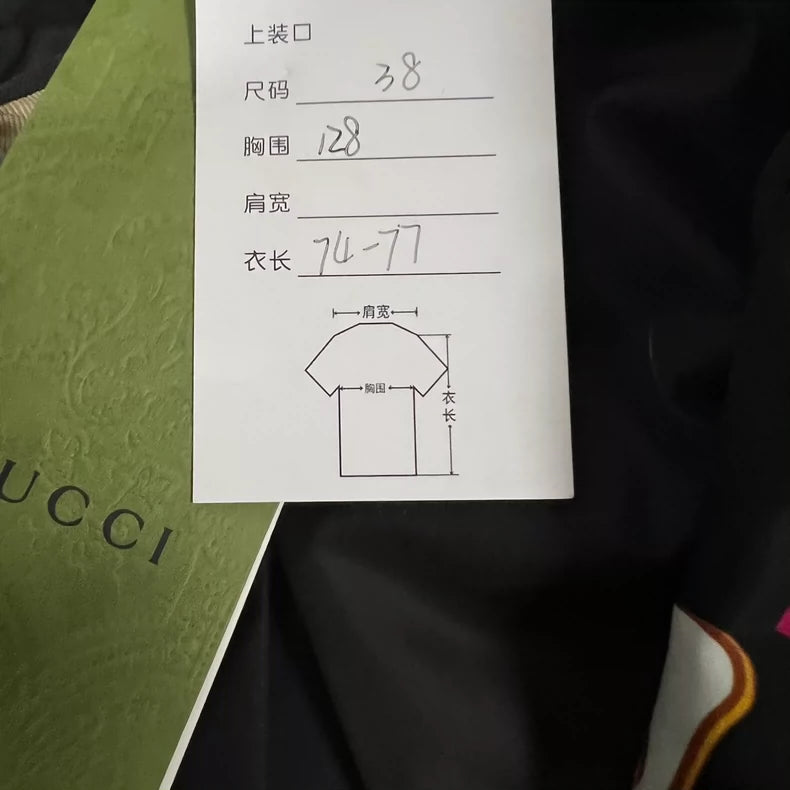 上装口
尺码 38
胸围 128
肩宽
衣长 74-77
肩宽
胸围
衣长
UCCI